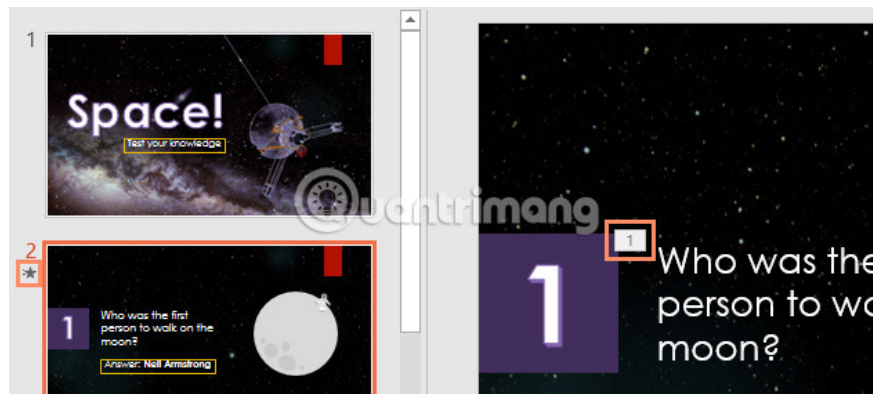 1
Space!
Test your knowledge
2
1
Who was the first
person to walk on the
moon?
Answer: Neil Armstrong
Quantrimang
1
1
Who was the
person to wa
moon?